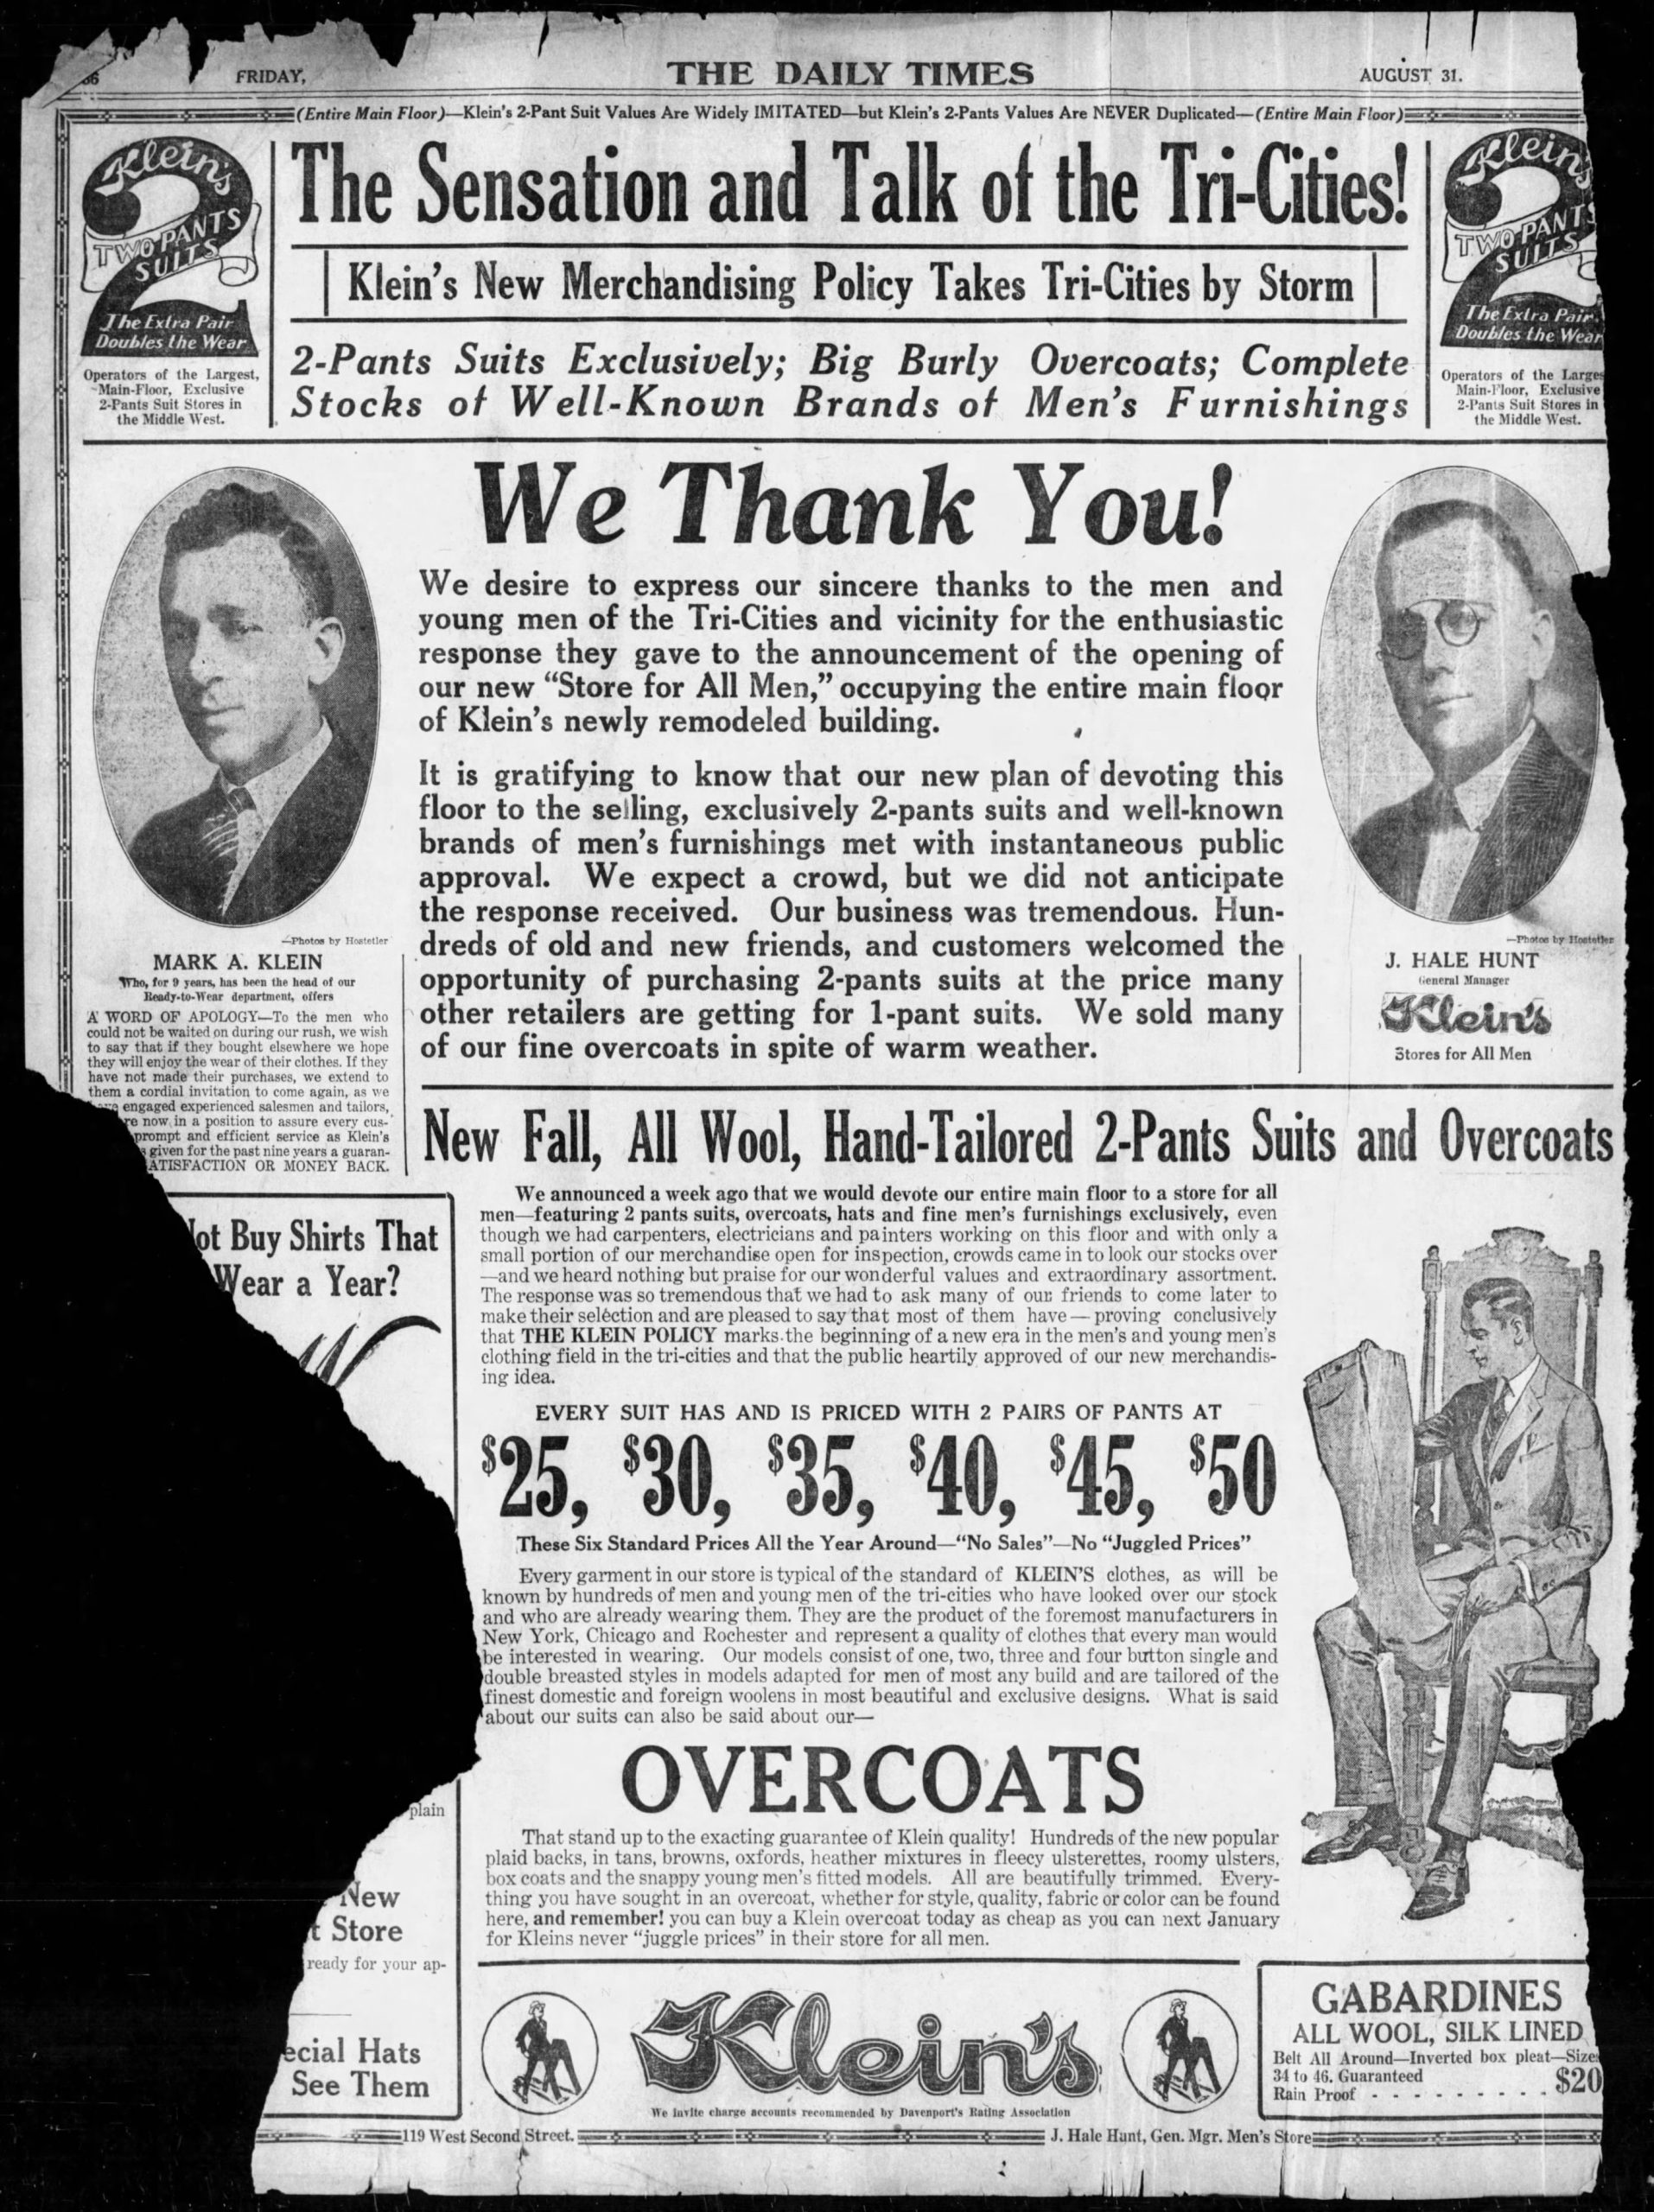 36
FRIDAY,
THE DAILY TIMES
AUGUST 31.
(Entire Main Floor)—Klein's 2-Pant Suit Values Are Widely IMITATED—but Klein's 2-Pants Values Are NEVER Duplicated—(Entire Main Floor)
Klein's
TWO PANTS
SUITS
The Extra Pair
Doubles the Wear
Operators of the Largest,
Main-Floor, Exclusive
2-Pants Suit Stores in
the Middle West.
The Sensation and Talk of the Tri-Cities!
Klein's New Merchandising Policy Takes Tri-Cities by Storm
2-Pants Suits Exclusively; Big Burly Overcoats; Complete
Stocks of Well-Known Brands of Men's Furnishings
Klein's
TWO PANTS
SUITS
The Extra Pair
Doubles the Wear
Operators of the Larges
Main-Floor, Exclusive
2-Pants Suit Stores in
the Middle West.
We Thank You!
We desire to express our sincere thanks to the men and
young men of the Tri-Cities and vicinity for the enthusiastic
response they gave to the announcement of the opening of
our new “Store for All Men,” occupying the entire main floor
of Klein's newly remodeled building.
It is gratifying to know that our new plan of devoting this
floor to the selling, exclusively 2-pants suits and well-known
brands of men's furnishings met with instantaneous public
approval. We expect a crowd, but we did not anticipate
the response received. Our business was tremendous. Hun-
dreds of old and new friends, and customers welcomed the
opportunity of purchasing 2-pants suits at the price many
other retailers are getting for 1-pant suits. We sold many
of our fine overcoats in spite of warm weather.
—Photos by Hostetler
MARK A. KLEIN
Who, for 9 years, has been the head of our
Ready-to-Wear department, offers
A WORD OF APOLOGY—To the men who
could not be waited on during our rush, we wish
to say that if they bought elsewhere we hope
they will enjoy the wear of their clothes. If they
have not made their purchases, we extend to
them a cordial invitation to come again, as we
engaged experienced salesmen and tailors,
re now in a position to assure every cus-
prompt and efficient service as Klein's
given for the past nine years a guaran-
ATISFACTION OR MONEY BACK.
—Photos by Hostetler
J. HALE HUNT
General Manager
Klein's
Stores for All Men
New Fall, All Wool, Hand-Tailored 2-Pants Suits and Overcoats
ot Buy Shirts That
Wear a Year?
We announced a week ago that we would devote our entire main floor to a store for all
men—featuring 2 pants suits, overcoats, hats and fine men's furnishings exclusively, even
though we had carpenters, electricians and painters working on this floor and with only a
small portion of our merchandise open for inspection, crowds came in to look our stocks over
—and we heard nothing but praise for our wonderful values and extraordinary assortment.
The response was so tremendous that we had to ask many of our friends to come later to
make their selection and are pleased to say that most of them have — proving conclusively
that THE KLEIN POLICY marks the beginning of a new era in the men's and young men's
clothing field in the tri-cities and that the public heartily approved of our new merchandis-
ing idea.
EVERY SUIT HAS AND IS PRICED WITH 2 PAIRS OF PANTS AT
$25, $30, $35, $40, $45, $50
These Six Standard Prices All the Year Around—“No Sales”—No “Juggled Prices”
Every garment in our store is typical of the standard of KLEIN'S clothes, as will be
known by hundreds of men and young men of the tri-cities who have looked over our stock
and who are already wearing them. They are the product of the foremost manufacturers in
New York, Chicago and Rochester and represent a quality of clothes that every man would
be interested in wearing. Our models consist of one, two, three and four button single and
double breasted styles in models adapted for men of most any build and are tailored of the
finest domestic and foreign woolens in most beautiful and exclusive designs. What is said
about our suits can also be said about our—
OVERCOATS
That stand up to the exacting guarantee of Klein quality! Hundreds of the new popular
plaid backs, in tans, browns, oxfords, heather mixtures in fleecy ulsterettes, roomy ulsters,
box coats and the snappy young men's fitted models. All are beautifully trimmed. Every-
thing you have sought in an overcoat, whether for style, quality, fabric or color can be found
here, and remember! you can buy a Klein overcoat today as cheap as you can next January
for Kleins never “juggle prices” in their store for all men.
plain
New
t Store
ready for your ap-
ecial Hats
See Them
Klein's
We invite charge accounts recommended by Davenport's Rating Association
GABARDINES
ALL WOOL, SILK LINED
Belt All Around—Inverted box pleat—Sizes
34 to 46. Guaranteed
Rain Proof - - - - - - - - - $20
119 West Second Street.
J. Hale Hunt, Gen. Mgr. Men's Store